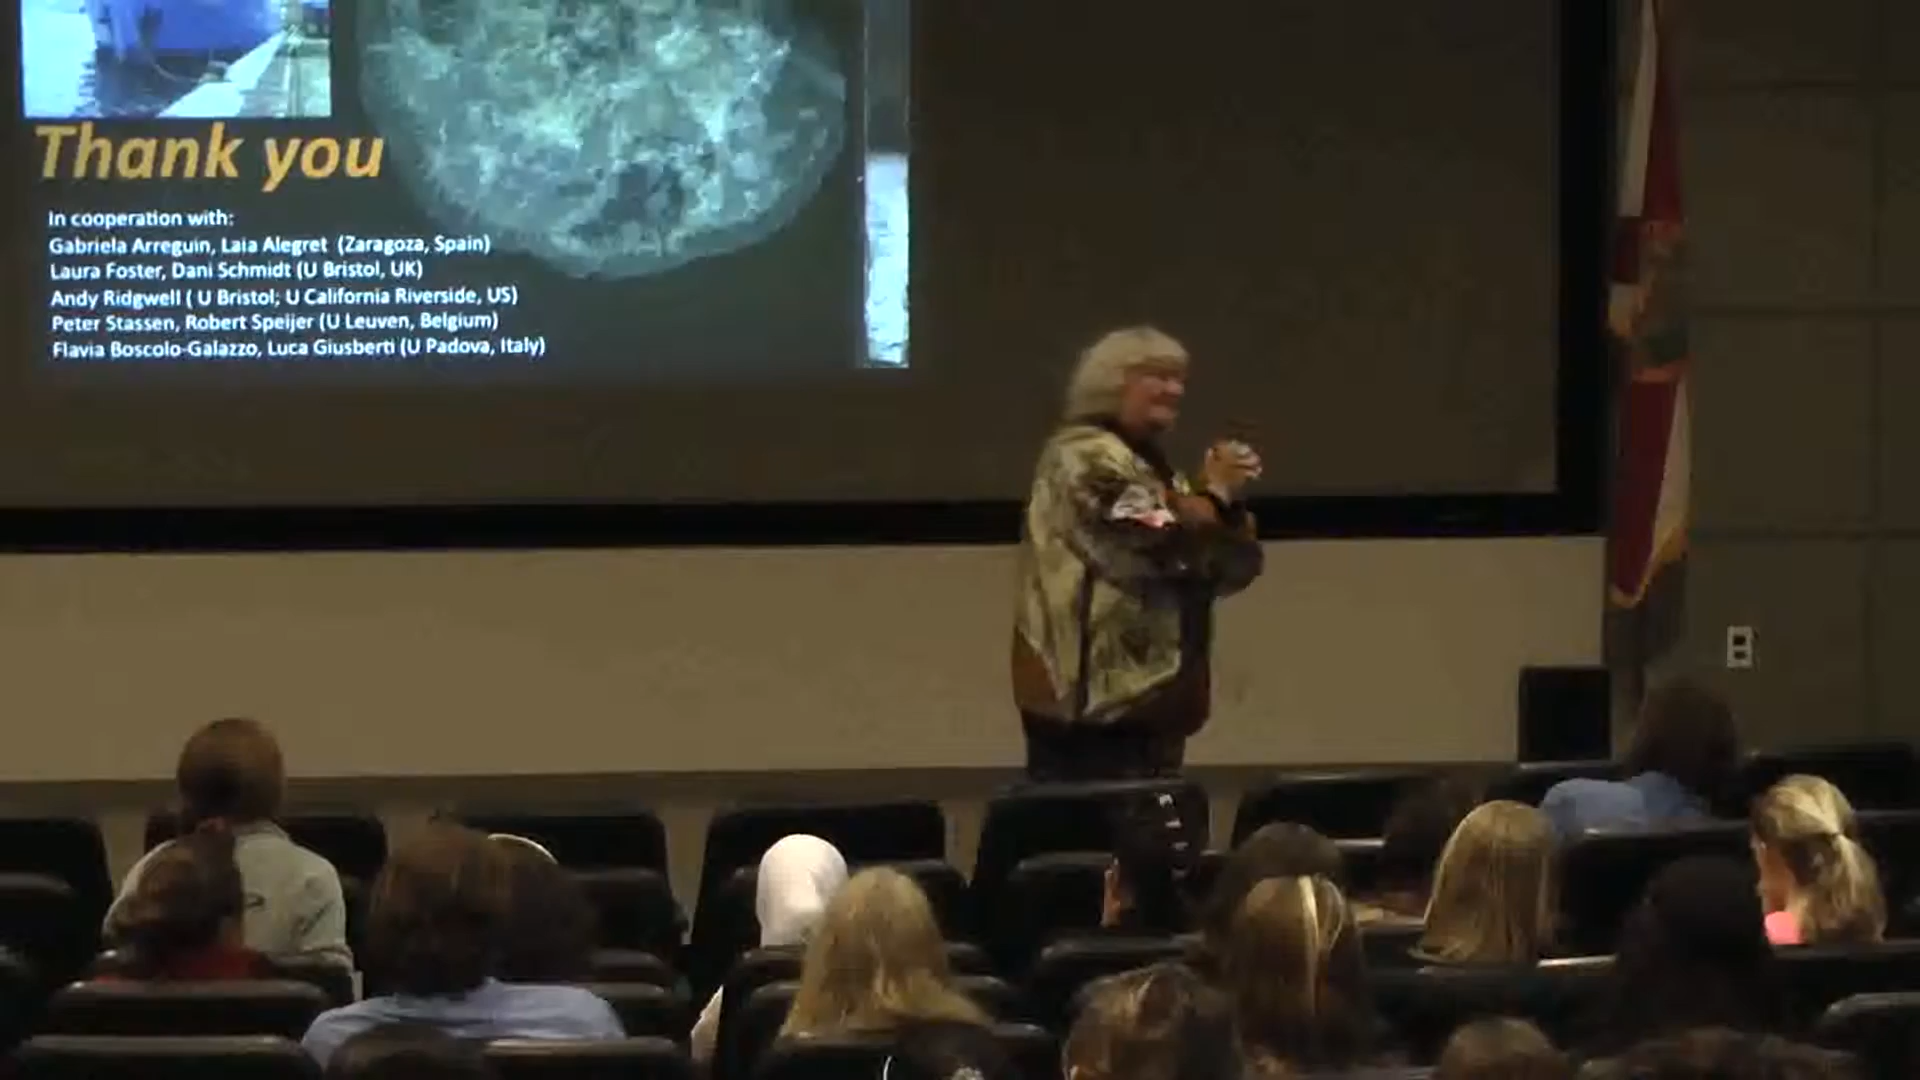 Thank you
In cooperation with:
Gabriela Arreguin, Laia Alegret (Zaragoza, Spain)
Laura Foster, Dani Schmidt (U Bristol, UK)
Andy Ridgwell ( U Bristol; U California Riverside, US)
Peter Stassen, Robert Speijer (U Leuven, Belgium)
Flavia Boscolo-Galazzo, Luca Giusberti (U Padova, Italy)